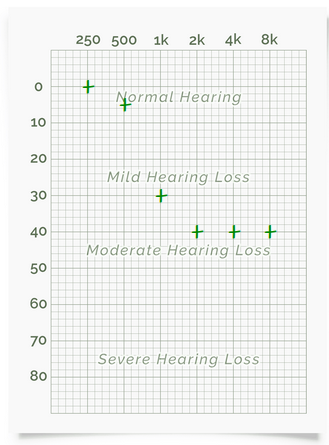 250 500 1k 2k 4k 8k
0
Normal Hearing
10
20
Mild Hearing Loss
30
40
Moderate Hearing Loss
50
60
70
Severe Hearing Loss
80